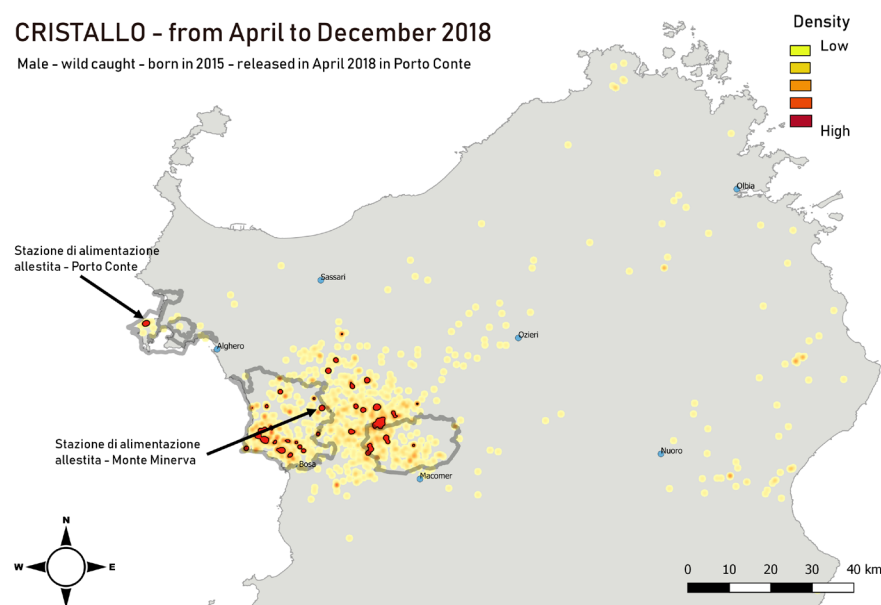 CRISTALLO - from April to December 2018
Male - wild caught - born in 2015 - released in April 2018 in Porto Conte
Density
Low
High
Olbia
Stazione di alimentazione
allestita - Porto Conte
Sassari
Alghero
Ozieri
Stazione di alimentazione
allestita - Monte Minerva
Bosa
Macomer
Nuoro
N
W
E
S
0 10 20 30 40 km